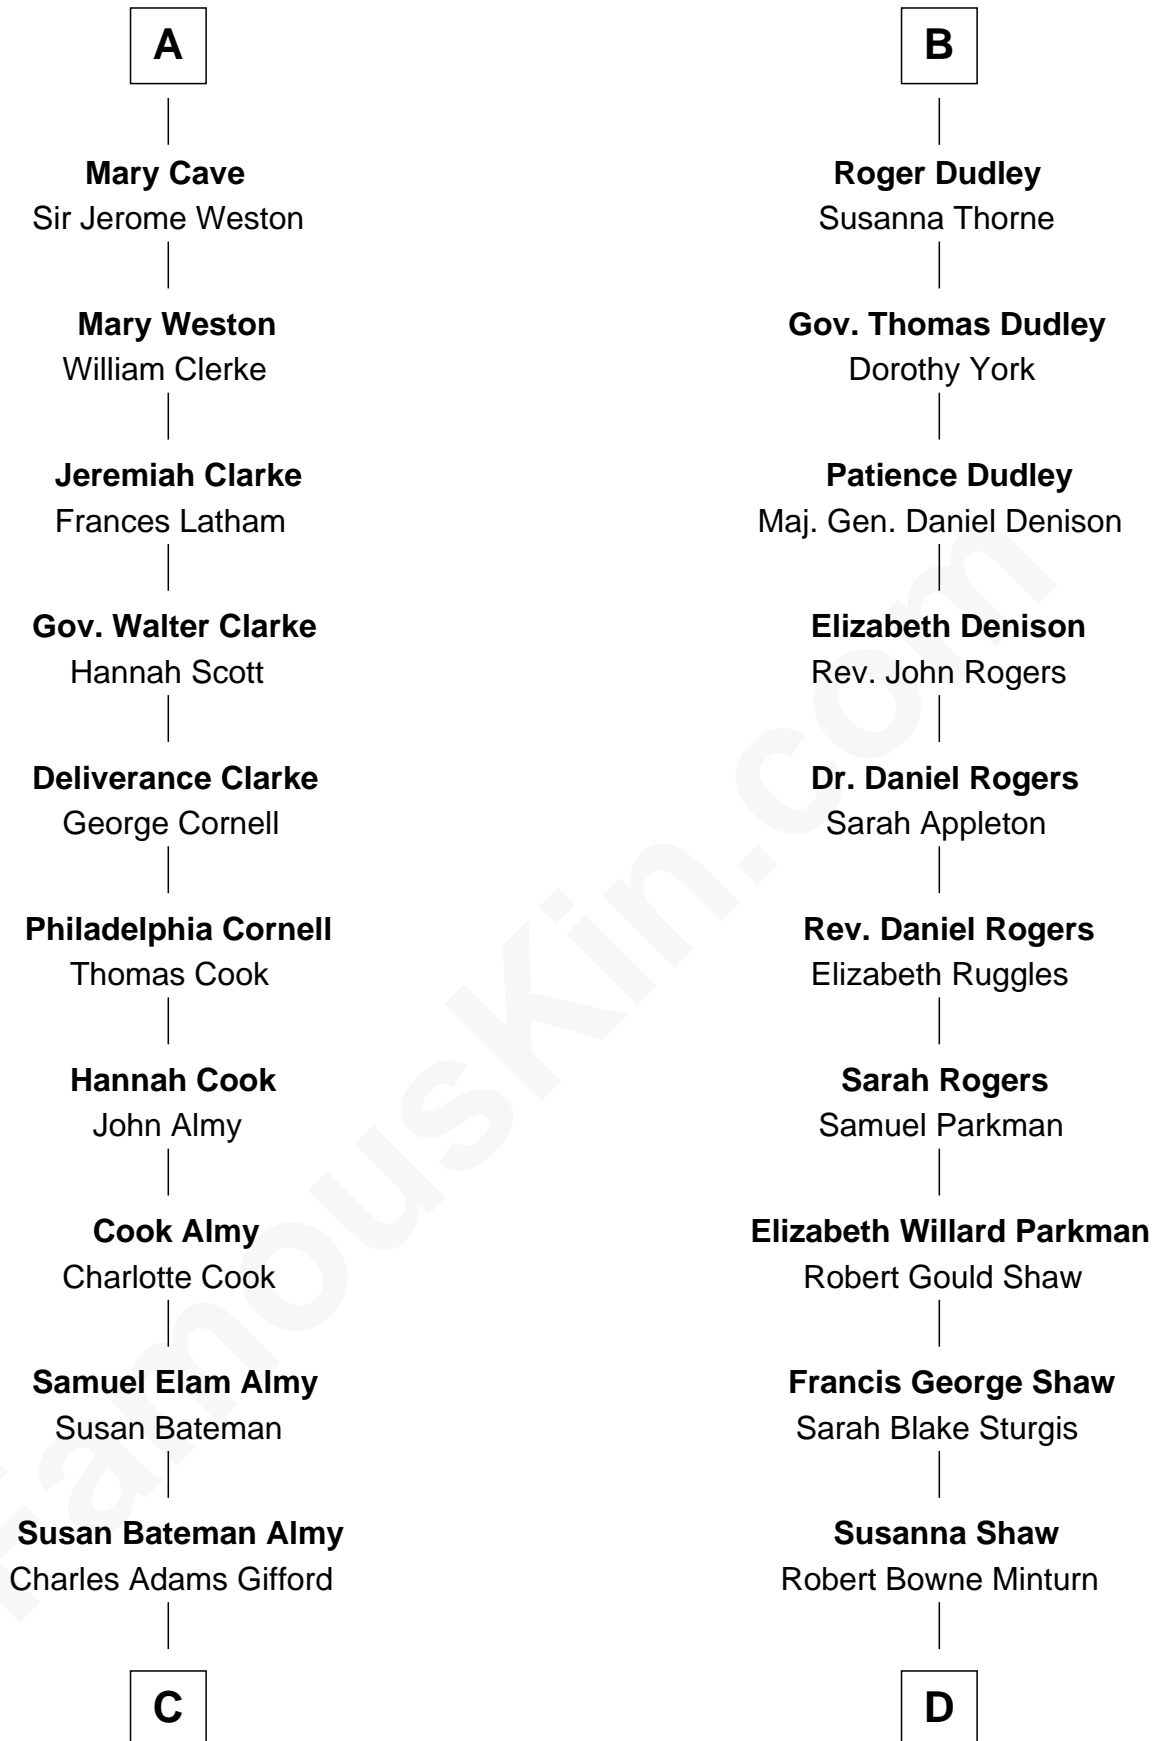 A
Mary Cave
Sir Jerome Weston
Mary Weston
William Clerke
Jeremiah Clarke
Frances Latham
Gov. Walter Clarke
Hannah Scott
Deliverance Clarke
George Cornell
Philadelphia Cornell
Thomas Cook
Hannah Cook
John Almy
Cook Almy
Charlotte Cook
Samuel Elam Almy
Susan Bateman
Susan Bateman Almy
Charles Adams Gifford
C
B
Roger Dudley
Susanna Thorne
Gov. Thomas Dudley
Dorothy York
Patience Dudley
Maj. Gen. Daniel Denison
Elizabeth Denison
Rev. John Rogers
Dr. Daniel Rogers
Sarah Appleton
Rev. Daniel Rogers
Elizabeth Ruggles
Sarah Rogers
Samuel Parkman
Elizabeth Willard Parkman
Robert Gould Shaw
Francis George Shaw
Sarah Blake Sturgis
Susanna Shaw
Robert Bowne Minturn
D
FamousKin.com